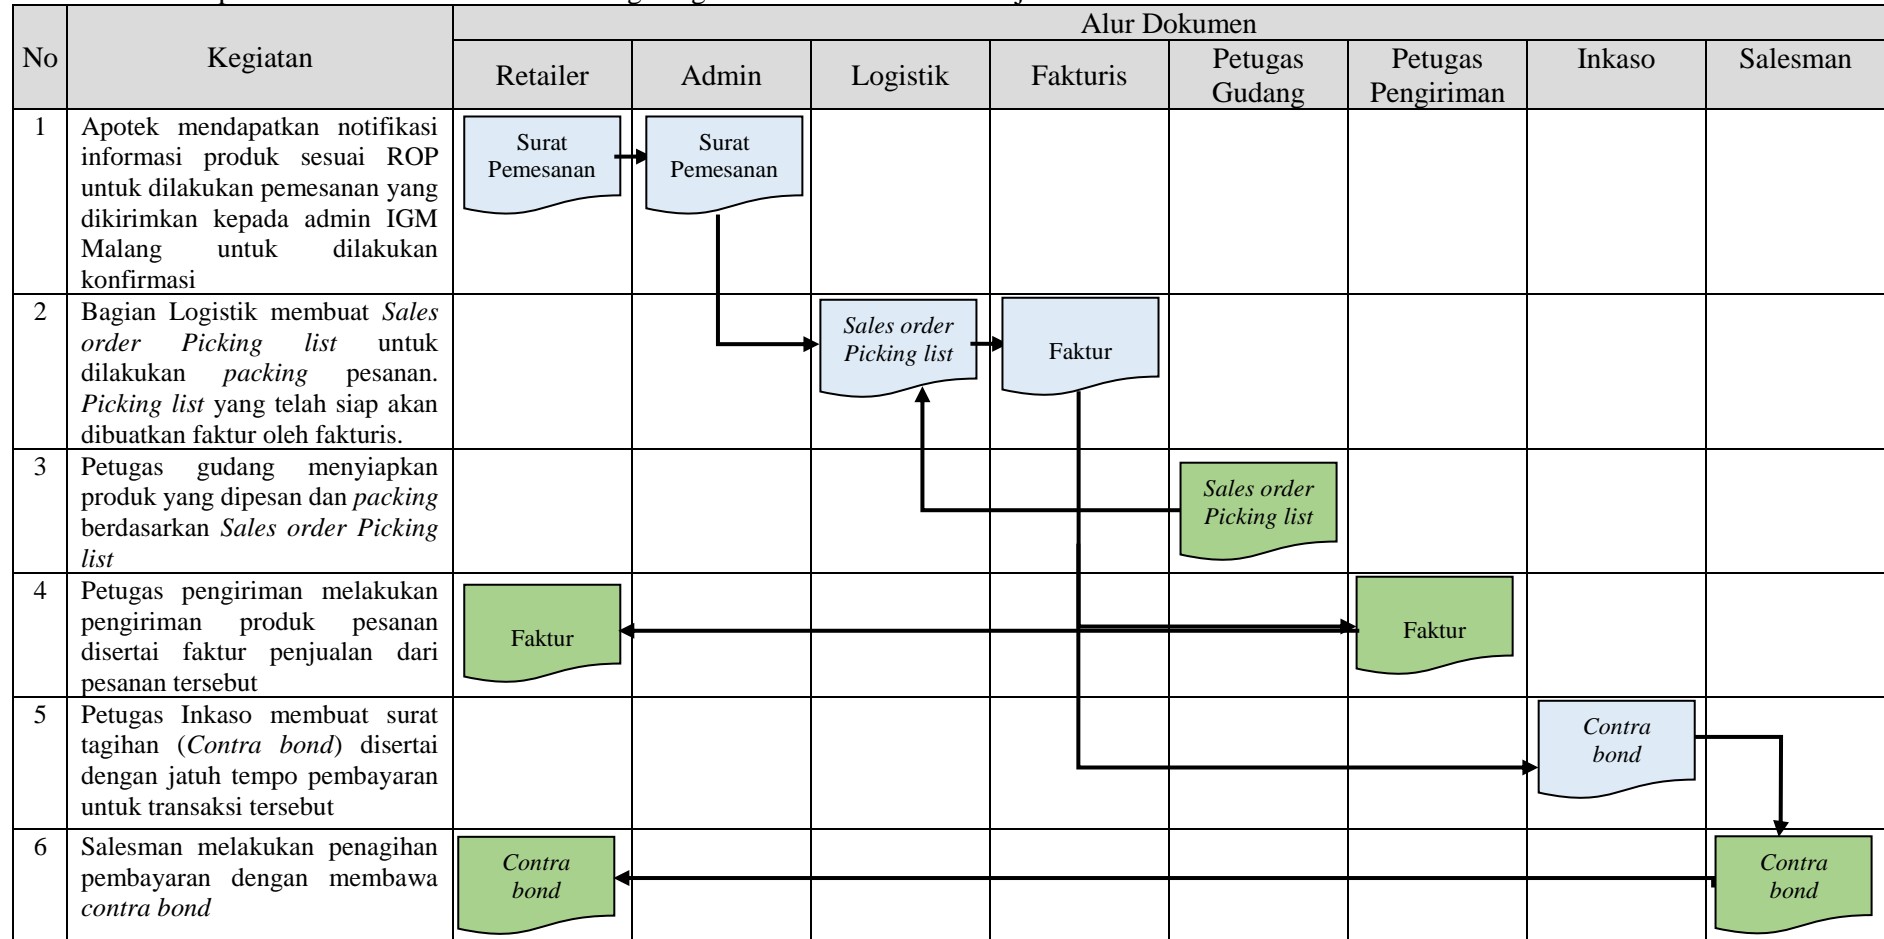 Alur Dokumen
No
Kegiatan
Retailer
Admin
Logistik
Fakturis
Petugas
Gudang
Petugas
Pengiriman
Inkaso
Salesman
1
Apotek mendapatkan notifikasi
informasi produk sesuai ROP
untuk dilakukan pemesanan yang
dikirimkan kepada admin IGM
Malang untuk dilakukan
konfirmasi
Surat
Pemesanan
Surat
Pemesanan
2
Bagian Logistik membuat Sales
order Picking list untuk
dilakukan packing pesanan.
Picking list yang telah siap akan
dibuatkan faktur oleh fakturis.
Sales order
Picking list
Faktur
3
Petugas gudang menyiapkan
produk yang dipesan dan packing
berdasarkan Sales order Picking
list
Sales order
Picking list
4
Petugas pengiriman melakukan
pengiriman produk pesanan
disertai faktur penjualan dari
pesanan tersebut
Faktur
Faktur
5
Petugas Inkaso membuat surat
tagihan (Contra bond) disertai
dengan jatuh tempo pembayaran
untuk transaksi tersebut
Contra
bond
6
Salesman melakukan penagihan
pembayaran dengan membawa
contra bond
Contra
bond
Contra
bond